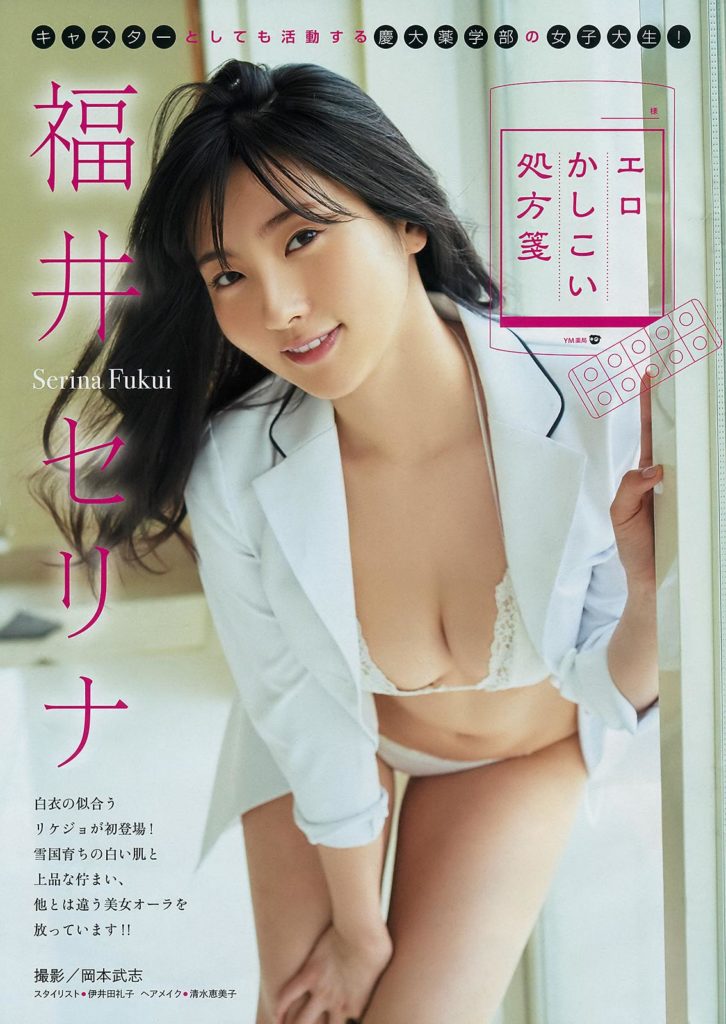 キャスターとしても活動する慶大薬学部の女子大生!
福井セリナ
Serina Fukui
様
エロ
かしこい
処方箋
YM薬局
白衣の似合う
リケジョが初登場!
雪国育ちの白い肌と
上品な佇まい、
他とは違う美女オーラを
放っています!!
撮影／岡本武志
スタイリスト●伊井田礼子 ヘアメイク●清水恵美子